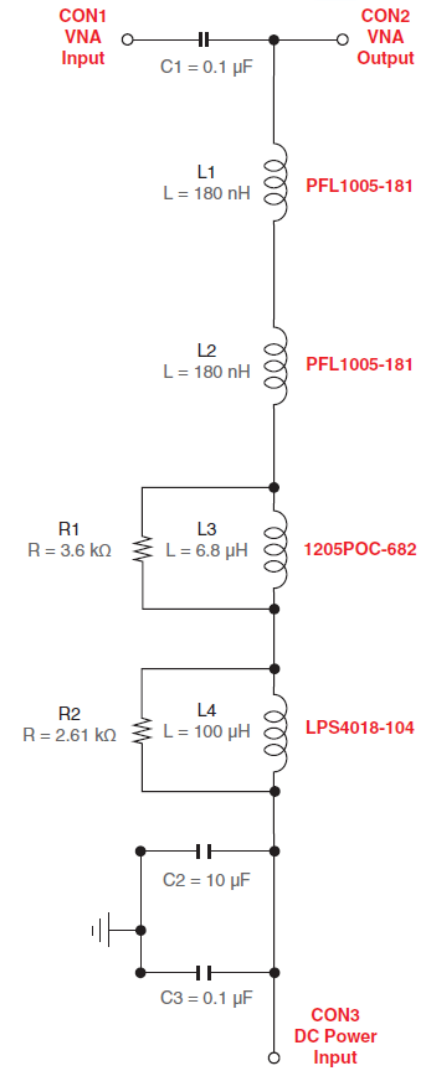 CON1
VNA
Input
CON2
VNA
Output
C1 = 0.1 µF
L1
L = 180 nH
PFL1005-181
L2
L = 180 nH
PFL1005-181
R1
R = 3.6 kΩ
L3
L = 6.8 µH
1205POC-682
R2
R = 2.61 kΩ
L4
L = 100 µH
LPS4018-104
C2 = 10 µF
C3 = 0.1 µF
CON3
DC Power
Input